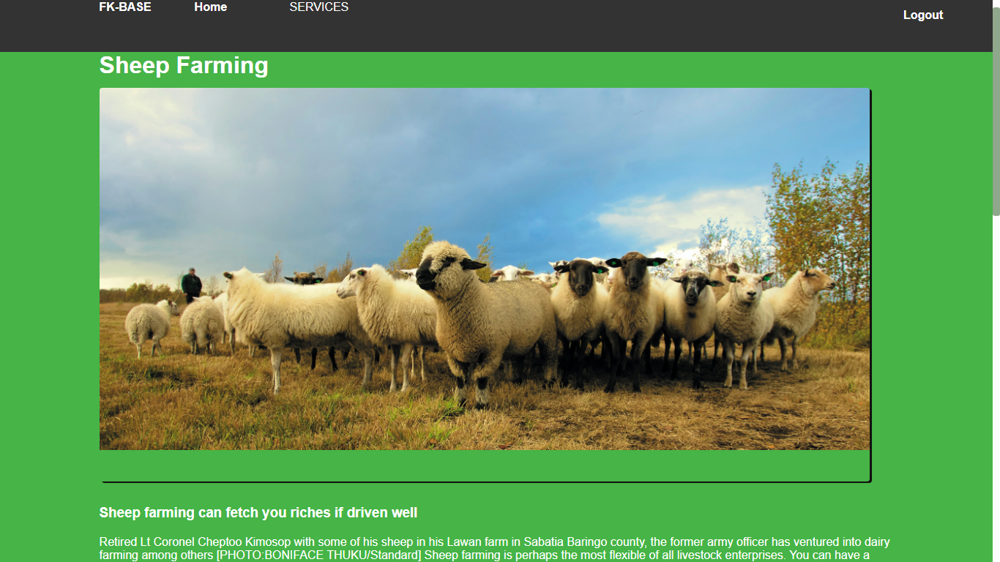 FK-BASE Home SERVICES Logout
Sheep Farming
Sheep farming can fetch you riches if driven well
Retired Lt Coronel Cheptoo Kimosop with some of his sheep in his Lawan farm in Sabatia Baringo county, the former army officer has ventured into dairy
farming among others [PHOTO:BONIFACE THUKU/Standard] Sheep farming is perhaps the most flexible of all livestock enterprises. You can have a